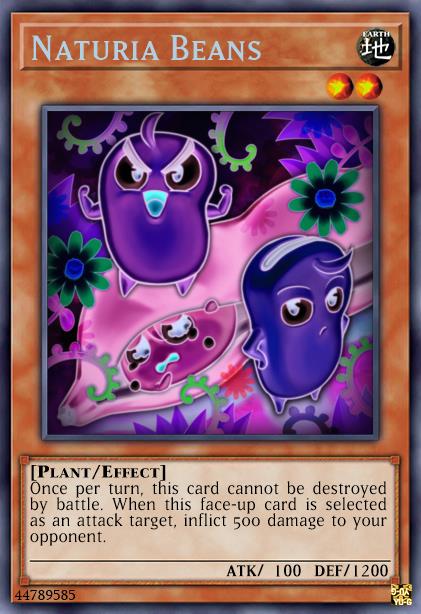 Naturia Beans
EARTH
地
[Plant/Effect]
Once per turn, this card cannot be destroyed
by battle. When this face-up card is selected
as an attack target, inflict 500 damage to your
opponent.
ATK/ 100 DEF/1200
44789585